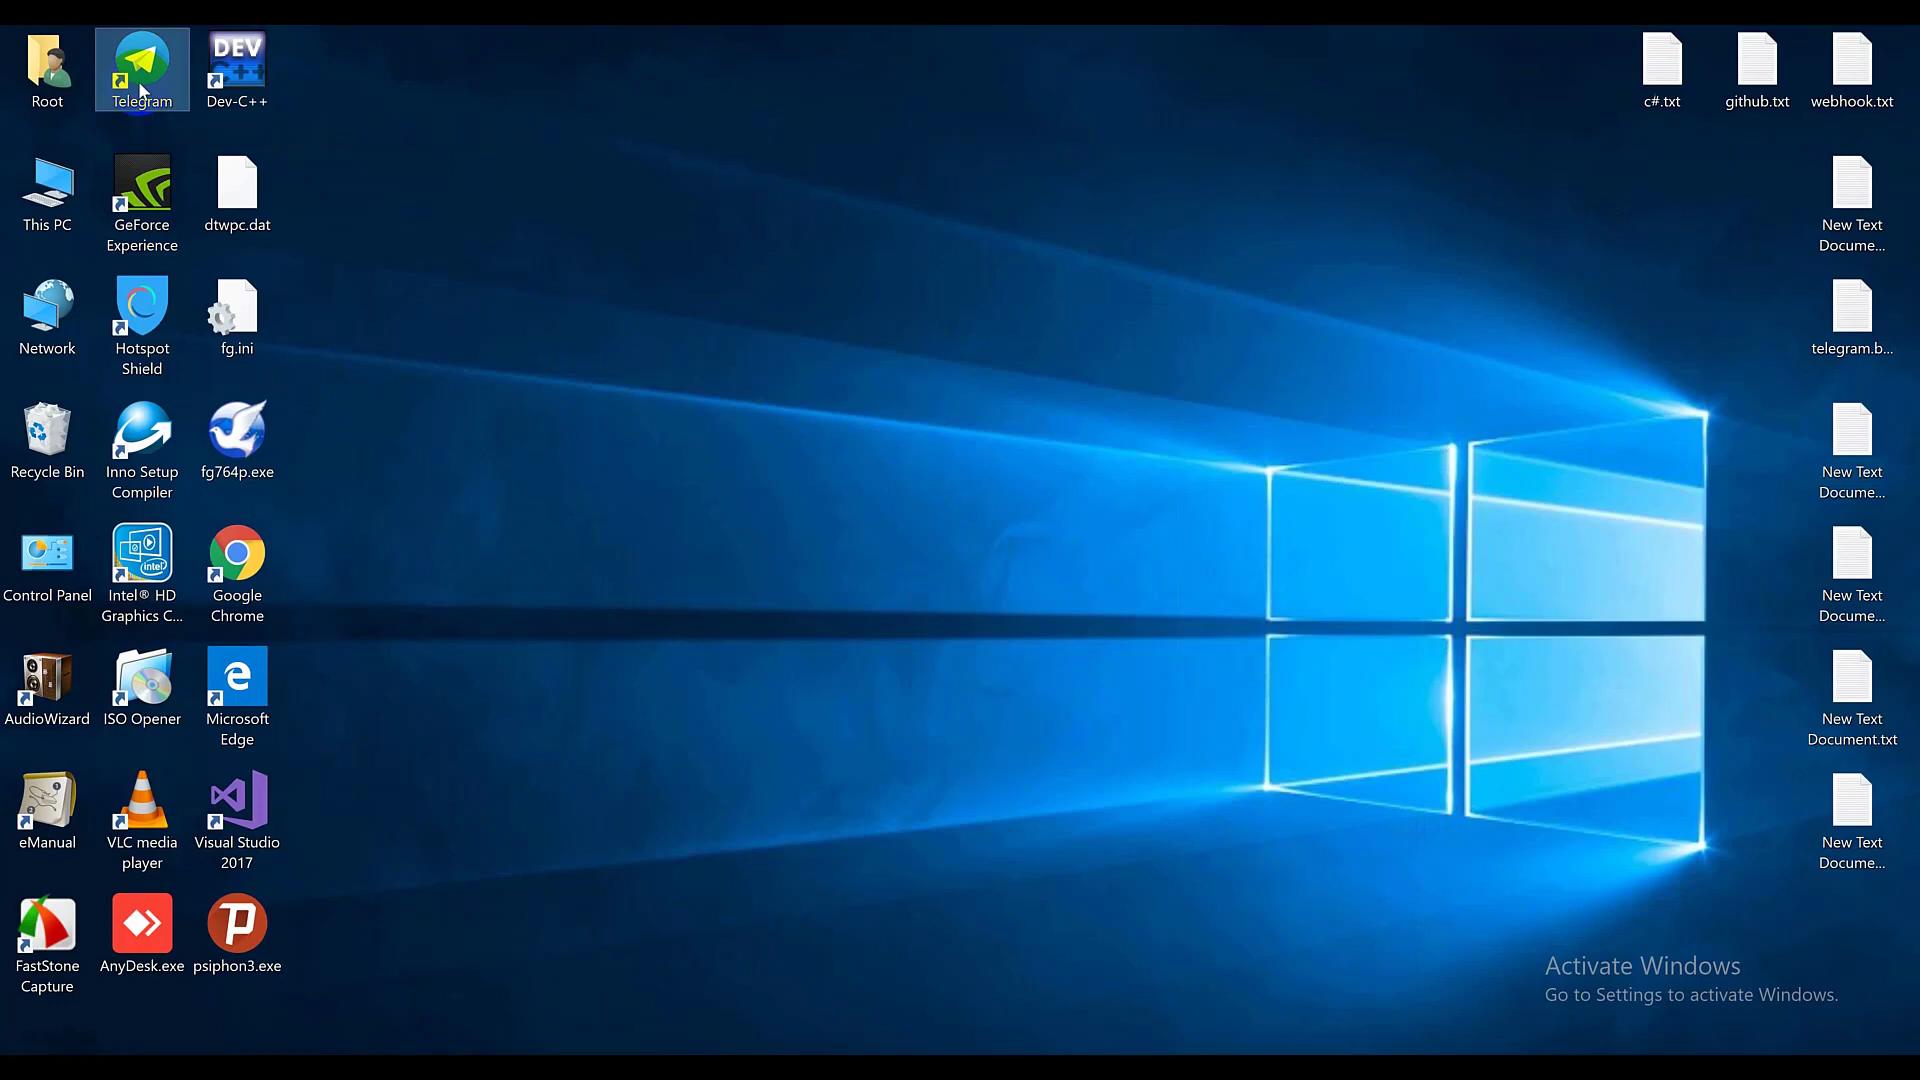 Root
Telegram
DEV
C++
Dev-C++
c#.txt
github.txt
webhook.txt
This PC
GeForce
Experience
dtwpc.dat
New Text
Docume...
Network
Hotspot
Shield
fg.ini
telegram.b...
Recycle Bin
Inno Setup
Compiler
fg764p.exe
New Text
Docume...
Control Panel
intel
Intel® HD
Graphics C...
Google
Chrome
New Text
Docume...
AudioWizard
ISO Opener
Microsoft
Edge
New Text
Document.txt
eManual
VLC media
player
Visual Studio
2017
New Text
Docume...
FastStone
Capture
AnyDesk.exe
psiphon3.exe
Activate Windows
Go to Settings to activate Windows.